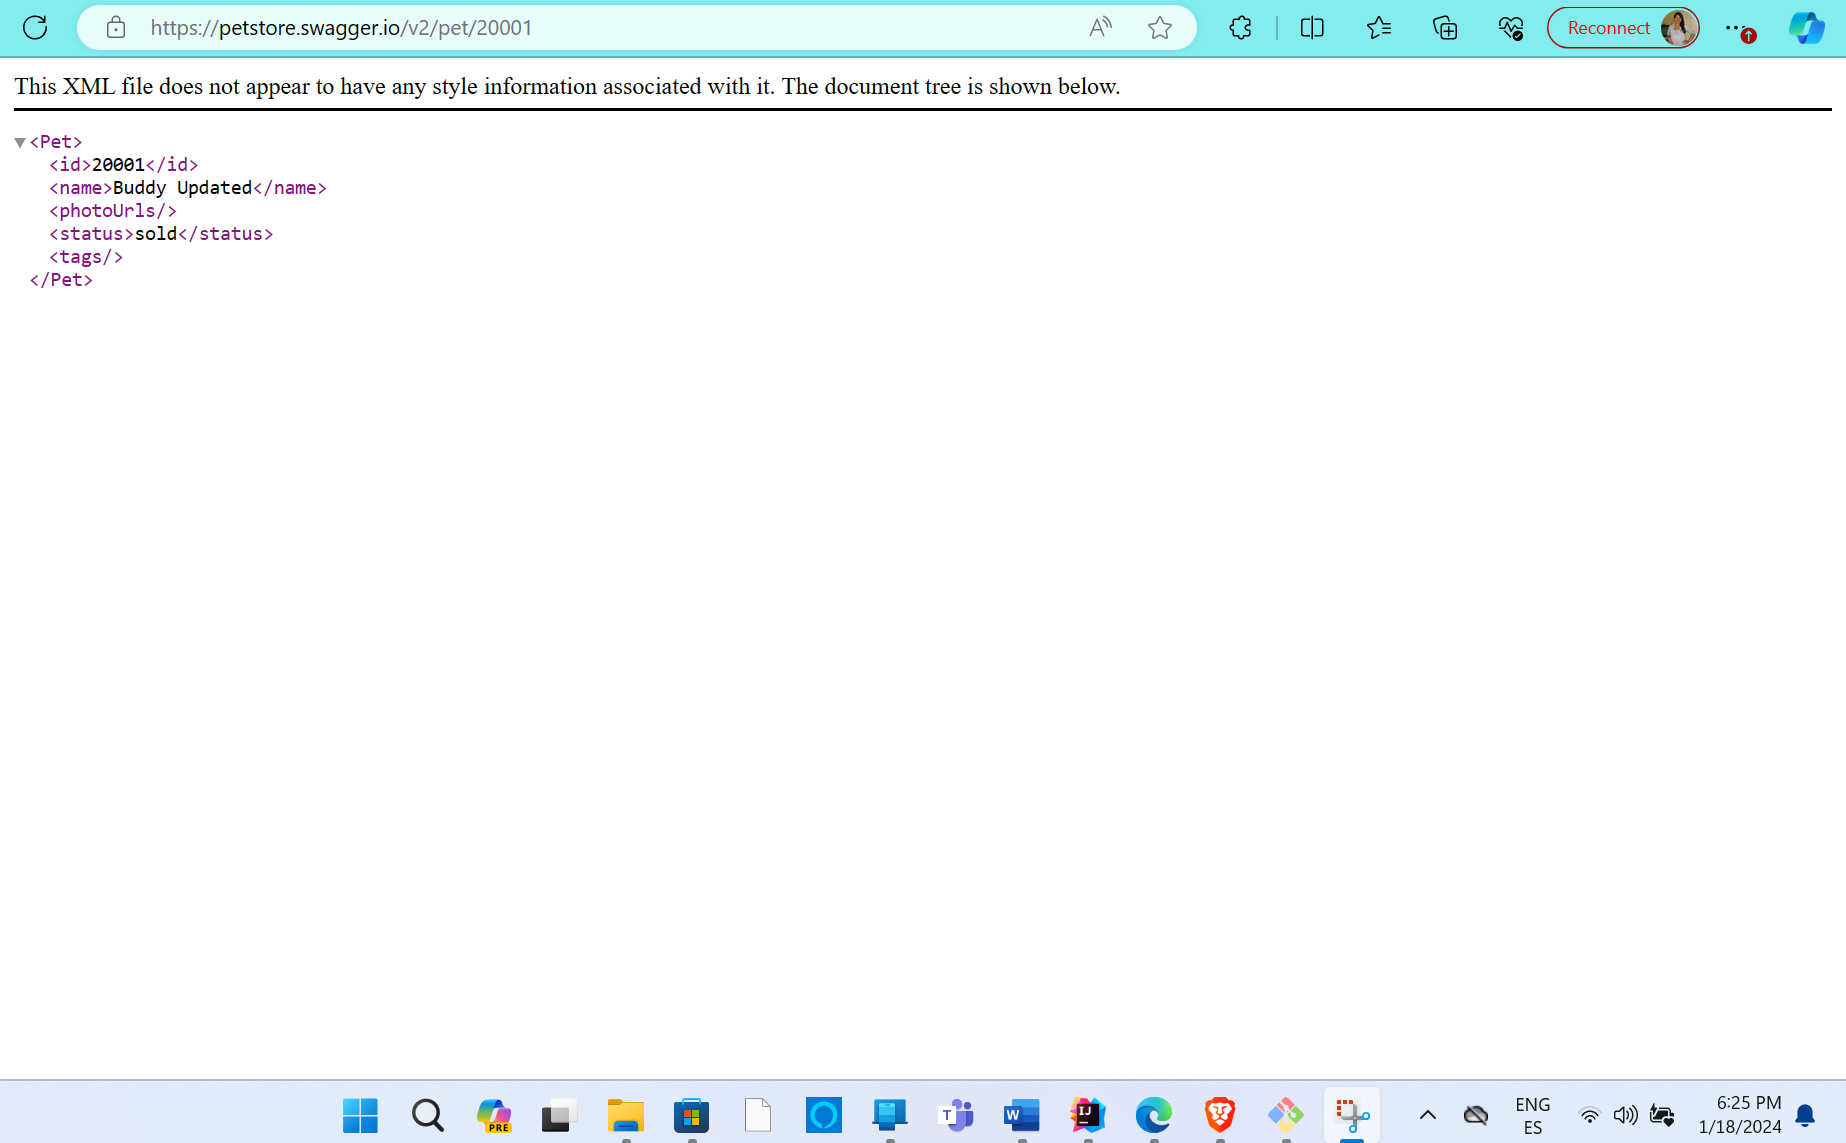 https://petstore.swagger.io/v2/pet/20001
Reconnect
This XML file does not appear to have any style information associated with it. The document tree is shown below.
<Pet>
<id>20001</id>
<name>Buddy Updated</name>
<photoUrls/>
<status>sold</status>
<tags/>
</Pet>
PRE
T
W
IJ
ENG
ES
6:25 PM
1/18/2024